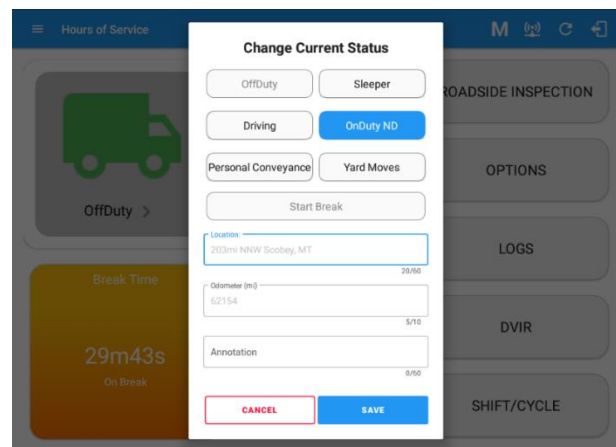 Hours of Service
M
Change Current Status
OffDuty
Sleeper
Driving
OnDuty ND
Personal Conveyance
Yard Moves
Start Break
Location:
203mi NNW Scobey, MT
20/60
Odometer (mi)
62154
5/10
Annotation
0/60
CANCEL
SAVE
OffDuty >
Break Time
29m43s
On Break
ROADSIDE INSPECTION
OPTIONS
LOGS
DVIR
SHIFT/CYCLE